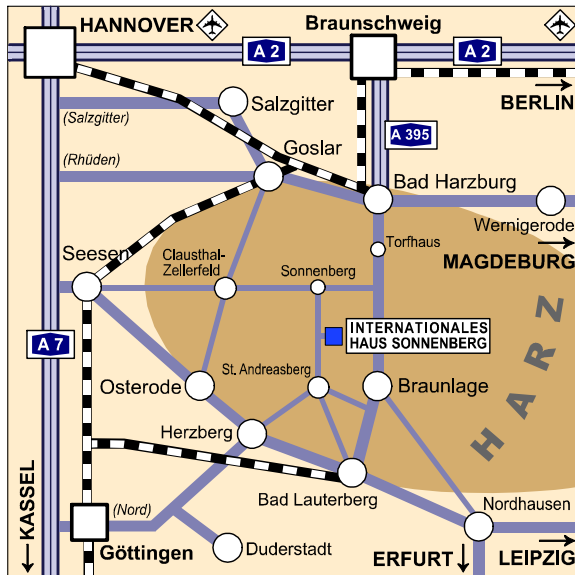 HANNOVER
Braunschweig
A 2
A 2
BERLIN
Salzgitter
(Salzgitter)
A 395
Goslar
(Rhüden)
Bad Harzburg
Wernigerode
Torfhaus
MAGDEBURG
Seesen
Clausthal-
Zellerfeld
Sonnenberg
HARZ
A 7
INTERNATIONALES
HAUS SONNENBERG
St. Andreasberg
Osterode
Braunlage
Herzberg
KASSEL
Bad Lauterberg
(Nord)
Nordhausen
Göttingen
Duderstadt
ERFURT
LEIPZIG